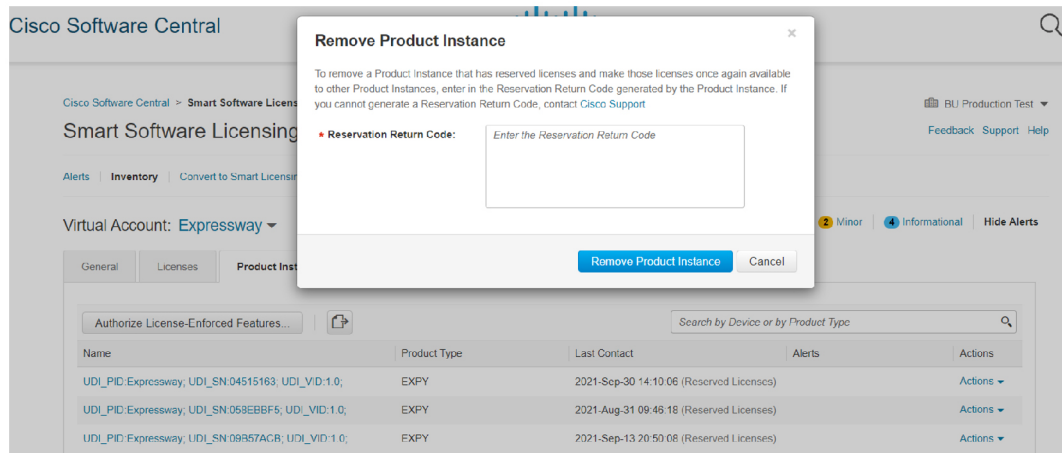 Cisco Software Central
Remove Product Instance
×
To remove a Product Instance that has reserved licenses and make those licenses once again available
to other Product Instances, enter in the Reservation Return Code generated by the Product Instance. If
you cannot generate a Reservation Return Code, contact Cisco Support
* Reservation Return Code:
Enter the Reservation Return Code
Remove Product Instance
Cancel
Cisco Software Central > Smart Software Licens
BU Production Test
Smart Software Licensing
Feedback Support Help
Alerts | Inventory | Convert to Smart Licensin
Virtual Account: Expressway
2 Minor | 4 Informational | Hide Alerts
General
Licenses
Product Inst
Authorize License-Enforced Features...
Search by Device or by Product Type
Name Product Type Last Contact Alerts Actions
UDI_PID:Expressway; UDI_SN:04515163; UDI_VID:1.0; EXPY 2021-Sep-30 14:10:06 (Reserved Licenses) Actions
UDI_PID:Expressway; UDI_SN:058EBBF5; UDI_VID:1.0; EXPY 2021-Aug-31 09:46:18 (Reserved Licenses) Actions
UDI_PID:Expressway; UDI_SN:09B57ACB; UDI_VID:1.0; EXPY 2021-Sep-13 20:50:08 (Reserved Licenses) Actions